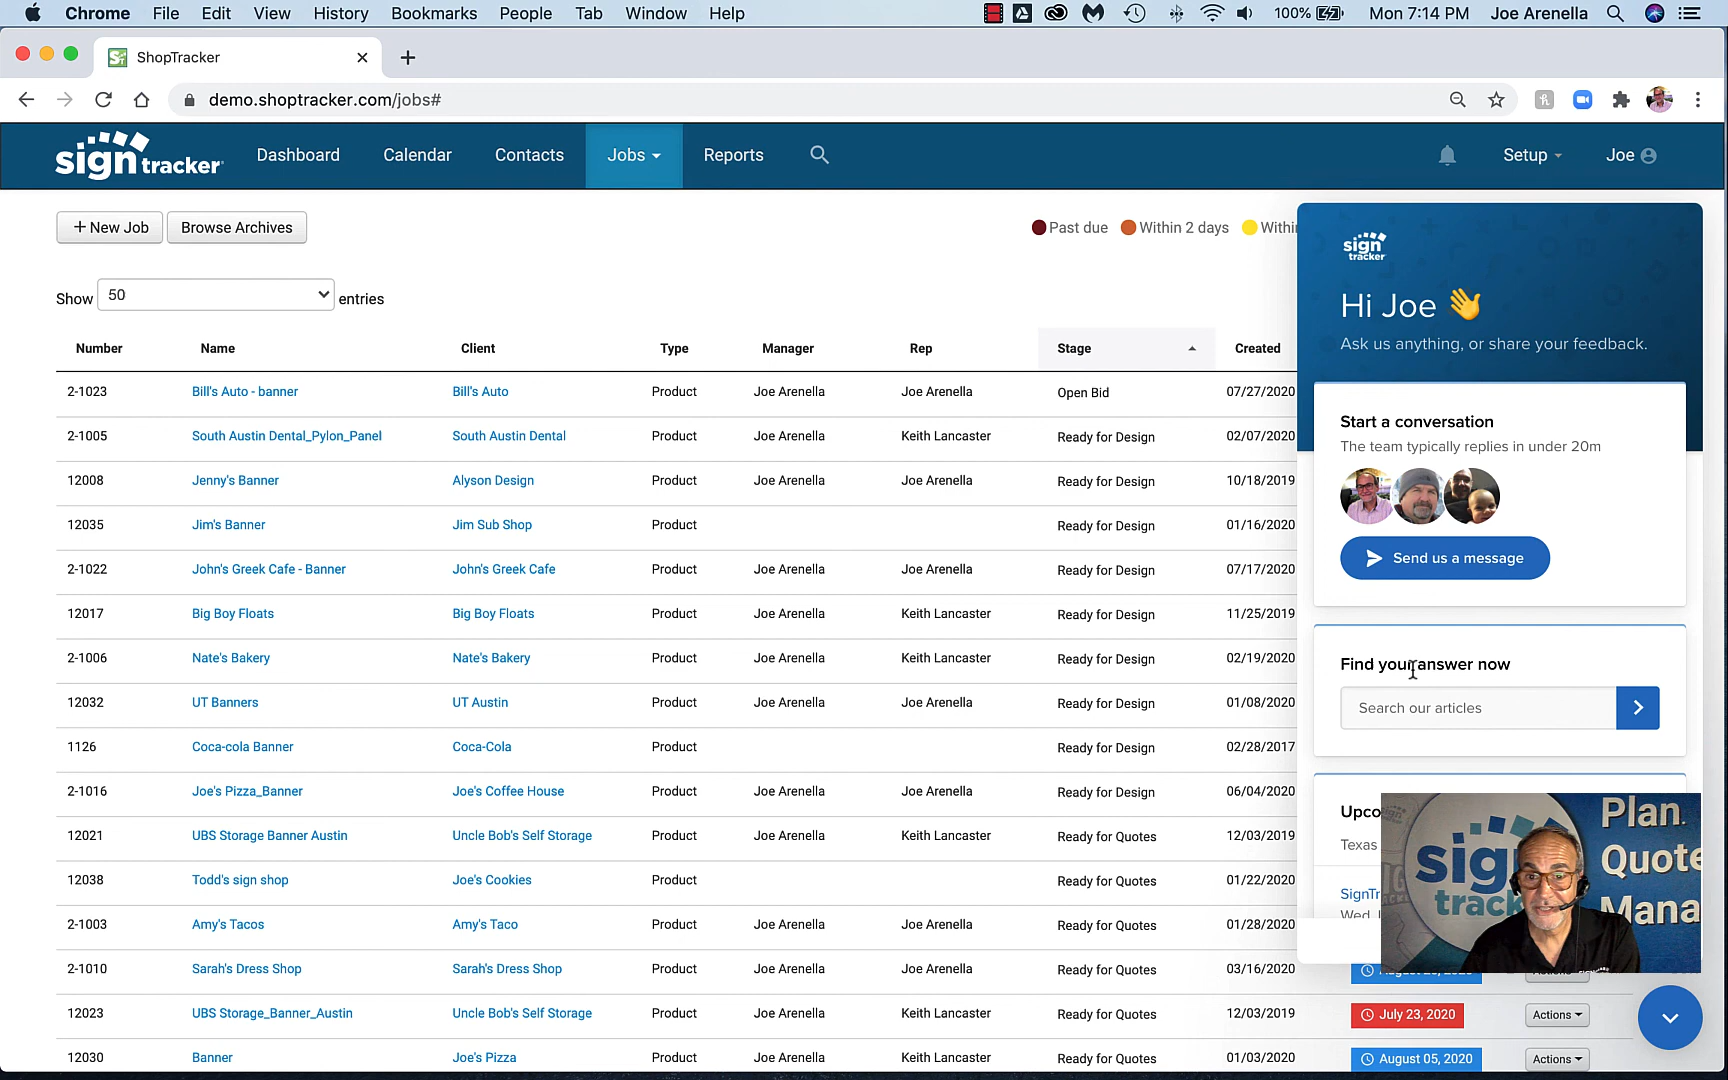 Chrome File Edit View History Bookmarks People Tab Window Help 100% Mon 7:14 PM Joe Arenella
ShopTracker
demo.shoptracker.com/jobs#
sign tracker Dashboard Calendar Contacts Jobs Reports Setup Joe
+ New Job Browse Archives Past due Within 2 days
Show 50 entries
Number Name Client Type Manager Rep Stage Created
2-1023 Bill's Auto - banner Bill's Auto Product Joe Arenella Joe Arenella Open Bid 07/27/2020
2-1005 South Austin Dental_Pylon_Panel South Austin Dental Product Joe Arenella Keith Lancaster Ready for Design 02/07/2020
12008 Jenny's Banner Alyson Design Product Joe Arenella Joe Arenella Ready for Design 10/18/2019
12035 Jim's Banner Jim Sub Shop Product Ready for Design 01/16/2020
2-1022 John's Greek Cafe - Banner John's Greek Cafe Product Joe Arenella Joe Arenella Ready for Design 07/17/2020
12017 Big Boy Floats Big Boy Floats Product Joe Arenella Keith Lancaster Ready for Design 11/25/2019
2-1006 Nate's Bakery Nate's Bakery Product Joe Arenella Keith Lancaster Ready for Design 02/19/2020
12032 UT Banners UT Austin Product Joe Arenella Joe Arenella Ready for Design 01/08/2020
1126 Coca-cola Banner Coca-Cola Product Ready for Design 02/28/2017
2-1016 Joe's Pizza_Banner Joe's Coffee House Product Joe Arenella Joe Arenella Ready for Design 06/04/2020
12021 UBS Storage Banner Austin Uncle Bob's Self Storage Product Joe Arenella Keith Lancaster Ready for Quotes 12/03/2019
12038 Todd's sign shop Joe's Cookies Product Ready for Quotes 01/22/2020
2-1003 Amy's Tacos Amy's Taco Product Joe Arenella Keith Lancaster Ready for Quotes 01/28/2020
2-1010 Sarah's Dress Shop Sarah's Dress Shop Product Joe Arenella Joe Arenella Ready for Quotes 03/16/2020
12023 UBS Storage_Banner_Austin Uncle Bob's Self Storage Product Joe Arenella Keith Lancaster Ready for Quotes 12/03/2019 July 23, 2020 Actions
12030 Banner Joe's Pizza Product Joe Arenella Keith Lancaster Ready for Quotes 01/03/2020 August 05, 2020 Actions
sign tracker
Hi Joe 👋
Ask us anything, or share your feedback.
Start a conversation
The team typically replies in under 20m
Send us a message
Find your answer now
Search our articles
Texas
Plan.
Quote
Mana